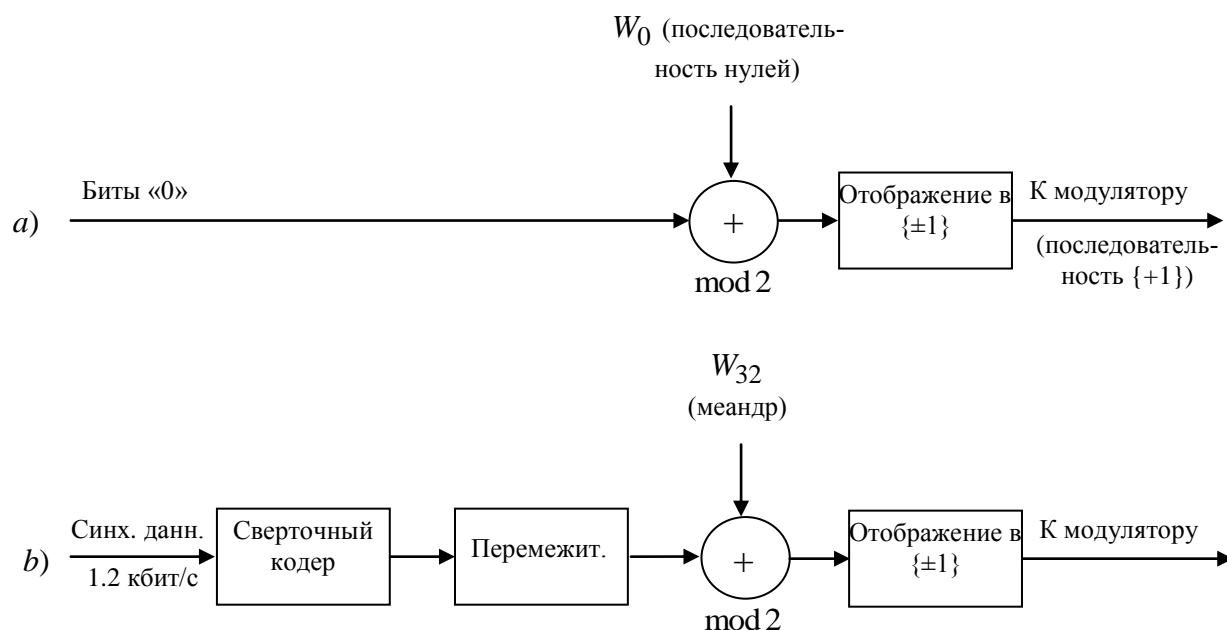 W₀ (последователь-
ность нулей)
a)
Биты «0»
+
mod 2
Отображение в
{±1}
К модулятору
(последователь-
ность {+1})
W₃₂
(меандр)
b)
Синх. данн.
1.2 кбит/с
Сверточный
кодер
Перемежит.
+
mod 2
Отображение в
{±1}
К модулятору